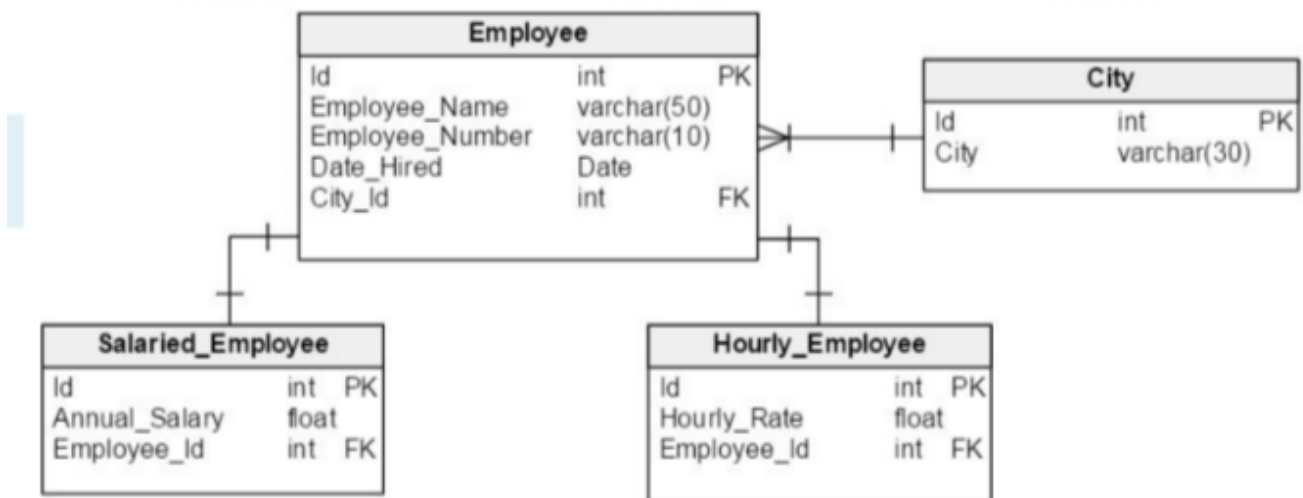 Employee
Id int PK
Employee_Name varchar(50)
Employee_Number varchar(10)
Date_Hired Date
City_Id int FK
City
Id int PK
City varchar(30)
Salaried_Employee
Id int PK
Annual_Salary float
Employee_Id int FK
Hourly_Employee
Id int PK
Hourly_Rate float
Employee_Id int FK